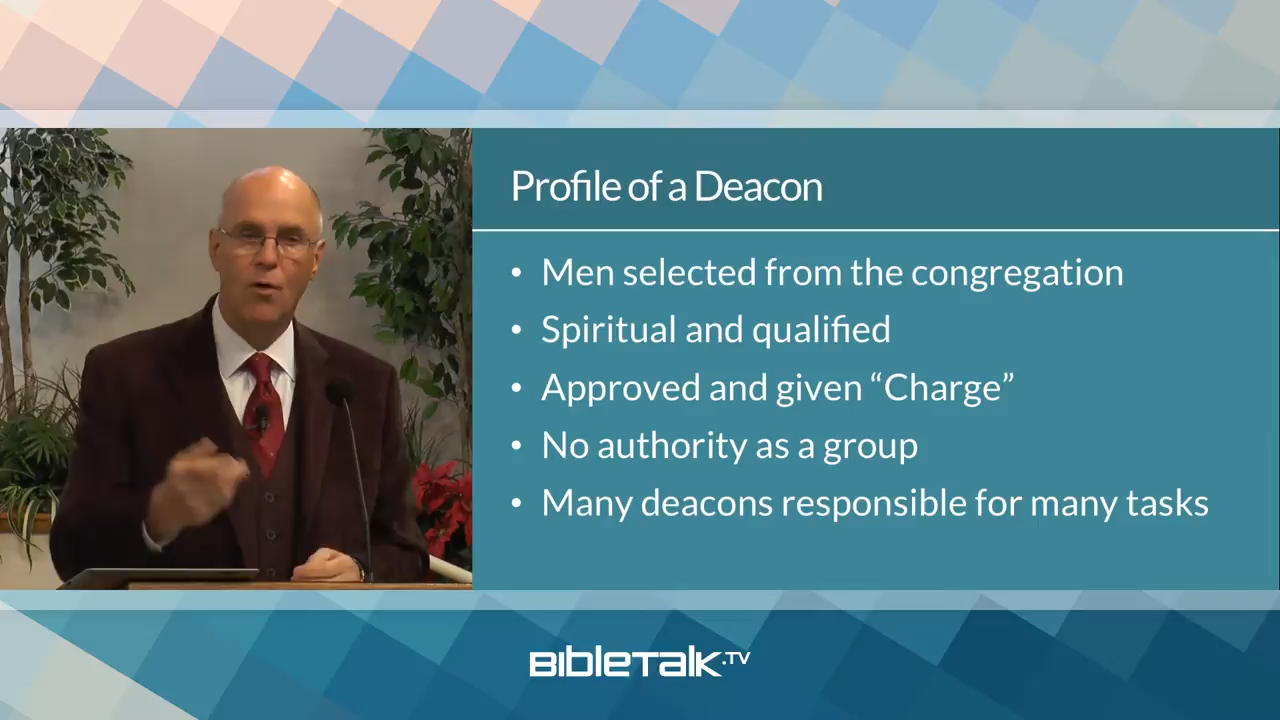 Profile of a Deacon
• Men selected from the congregation
• Spiritual and qualified
• Approved and given “Charge”
• No authority as a group
• Many deacons responsible for many tasks
BIBLETALK.TV